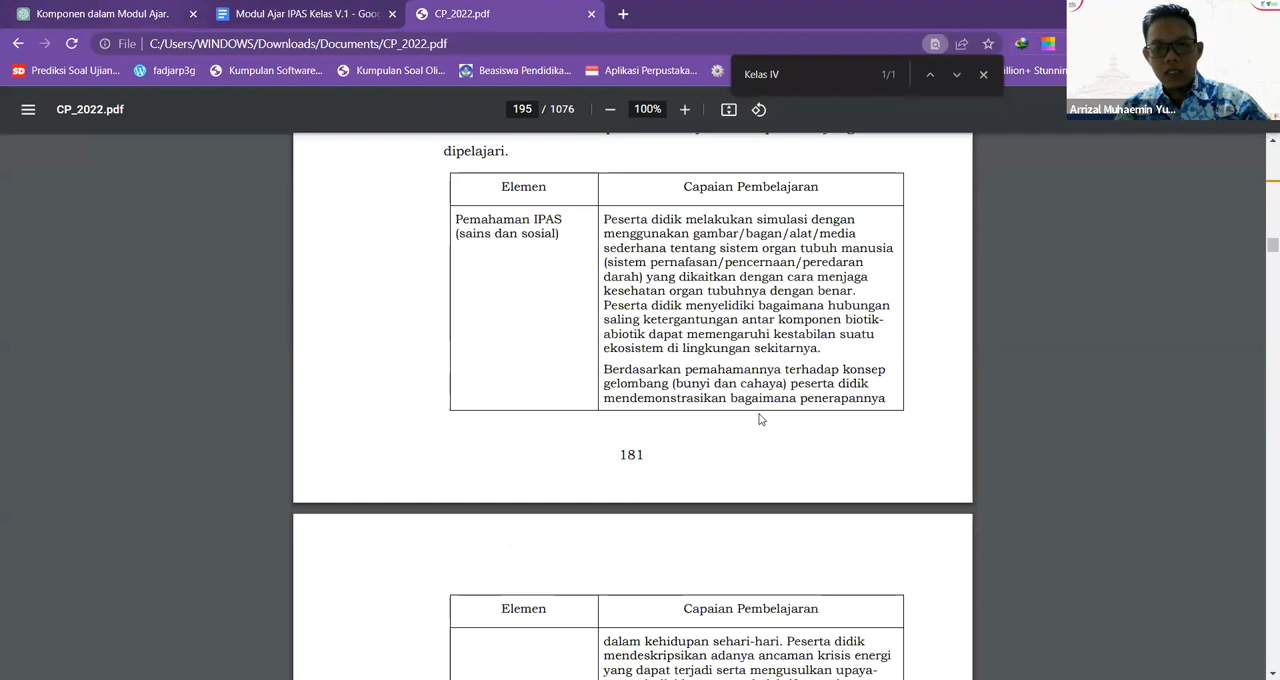 Komponen dalam Modul Ajar.
Modul Ajar IPAS Kelas V.1 - Goo
CP_2022.pdf
File
C:/Users/WINDOWS/Downloads/Documents/CP_2022.pdf
Prediksi Soal Ujian...
fadjarp3g
Kumpulan Software...
Kumpulan Soal Oli...
Beasiswa Pendidika...
Aplikasi Perpustaka...
illion+ Stunnin
Kelas IV
1/1
Arrizal Muhaemin Yu...
CP_2022.pdf
195 / 1076
100%
dipelajari.
Elemen
Capaian Pembelajaran
Pemahaman IPAS
(sains dan sosial)
Peserta didik melakukan simulasi dengan
menggunakan gambar/bagan/alat/media
sederhana tentang sistem organ tubuh manusia
(sistem pernafasan/pencernaan/peredaran
darah) yang dikaitkan dengan cara menjaga
kesehatan organ tubuhnya dengan benar.
Peserta didik menyelidiki bagaimana hubungan
saling ketergantungan antar komponen biotik-
abiotik dapat memengaruhi kestabilan suatu
ekosistem di lingkungan sekitarnya.
Berdasarkan pemahamannya terhadap konsep
gelombang (bunyi dan cahaya) peserta didik
mendemonstrasikan bagaimana penerapannya
181
Elemen
Capaian Pembelajaran
dalam kehidupan sehari-hari. Peserta didik
mendeskripsikan adanya ancaman krisis energi
yang dapat terjadi serta mengusulkan upaya-